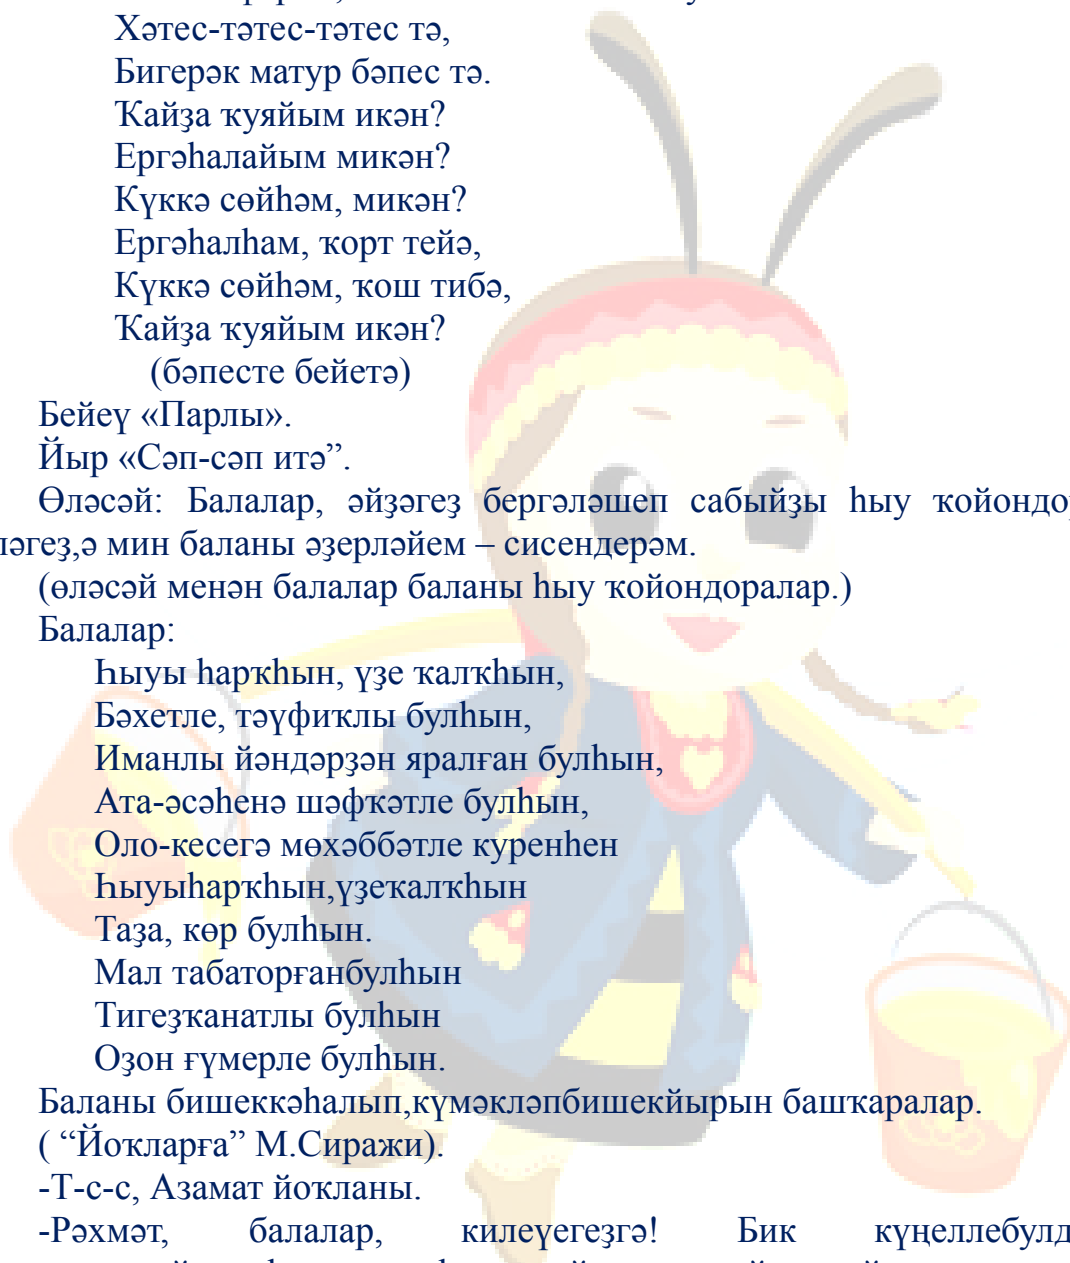 Хәтес-тәтес-тәтес тә,
Бигерәк матур бәпес тә.
Ҡайҙа ҡуяйым икән?
Ергәһалайым микән?
Күккә сөйһәм, микән?
Ергәһалһам, ҡорт тейә,
Күккә сөйһәм, ҡош тибә,
Ҡайҙа ҡуяйым икән?
(бәпесте бейетә)
Бейеү «Парлы».
Йыр «Сәп-сәп итә”.
Өләсәй: Балалар, әйҙәгеҙ бергәләшеп сабыйҙы һыу
ә мин баланы әҙерләйем – сисендерәм.
(өләсәй менән балалар баланы һыу ҡойондоралар.)
Балалар:
Һыуы һарҡһын, үҙе ҡалҡһын,
Бәхетле, тәүфиҡлы булһын,
Иманлы йәндәрҙән яралған булһын,
Ата-әсәһенә шәфҡәтле булһын,
Оло-кесегә мөхәббәтле куренһен
Һыуыһарҡһын,үҙеҡалҡһын
Таҙа, көр булһын.
Мал табаторғанбулһын
Тигеҙҡанатлы булһын
Оҙон ғүмерле булһын.
Баланы бишеккәһалып,күмәкләпбишекйырын башҡаралар.
( “Йоҡларға” М.Сиражи).
-Т-с-с, Азамат йоҡланы.
-Рәхмәт, балалар, килеүегеҙгә! Бик